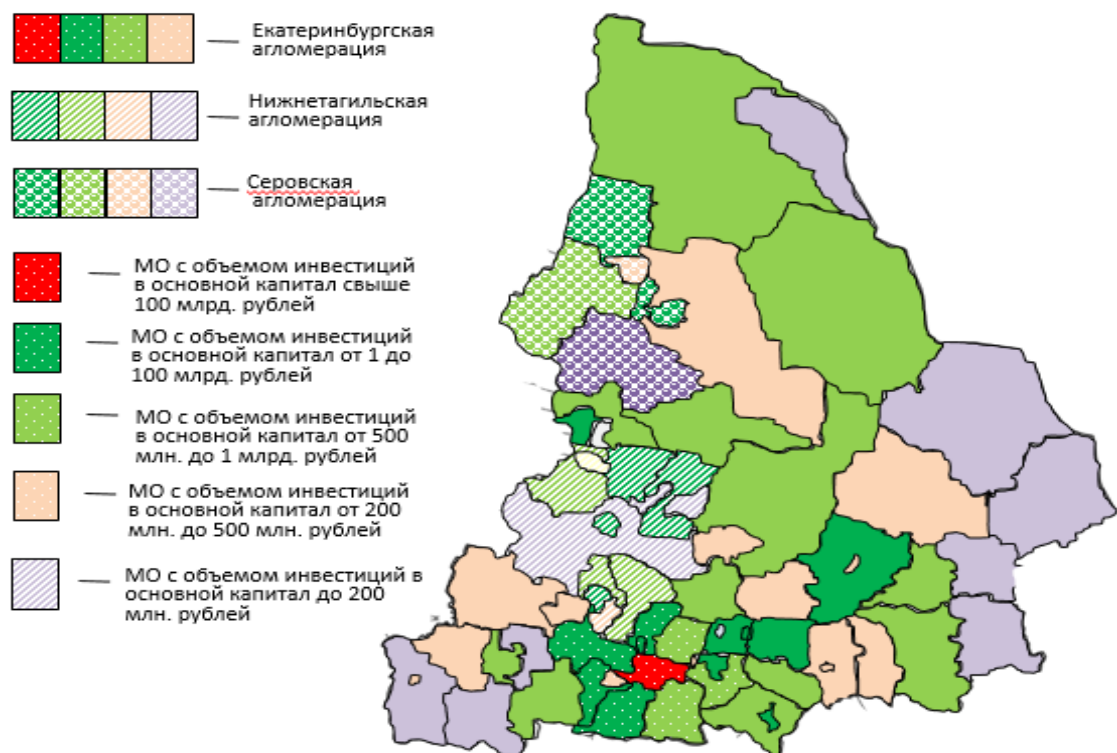 Екатеринбургская
агломерация
Нижнетагильская
агломерация
Серовская
агломерация
МО с объемом инвестиций
в основной капитал свыше
100 млрд. рублей
МО с объемом инвестиций
в основной капитал от 1 до
100 млрд. рублей
МО с объемом инвестиций
в основной капитал от 500
млн. до 1 млрд. рублей
МО с объемом инвестиций
в основной капитал от 200
млн. до 500 млн. рублей
МО с объемом инвестиций в
основной капитал до 200
млн. рублей